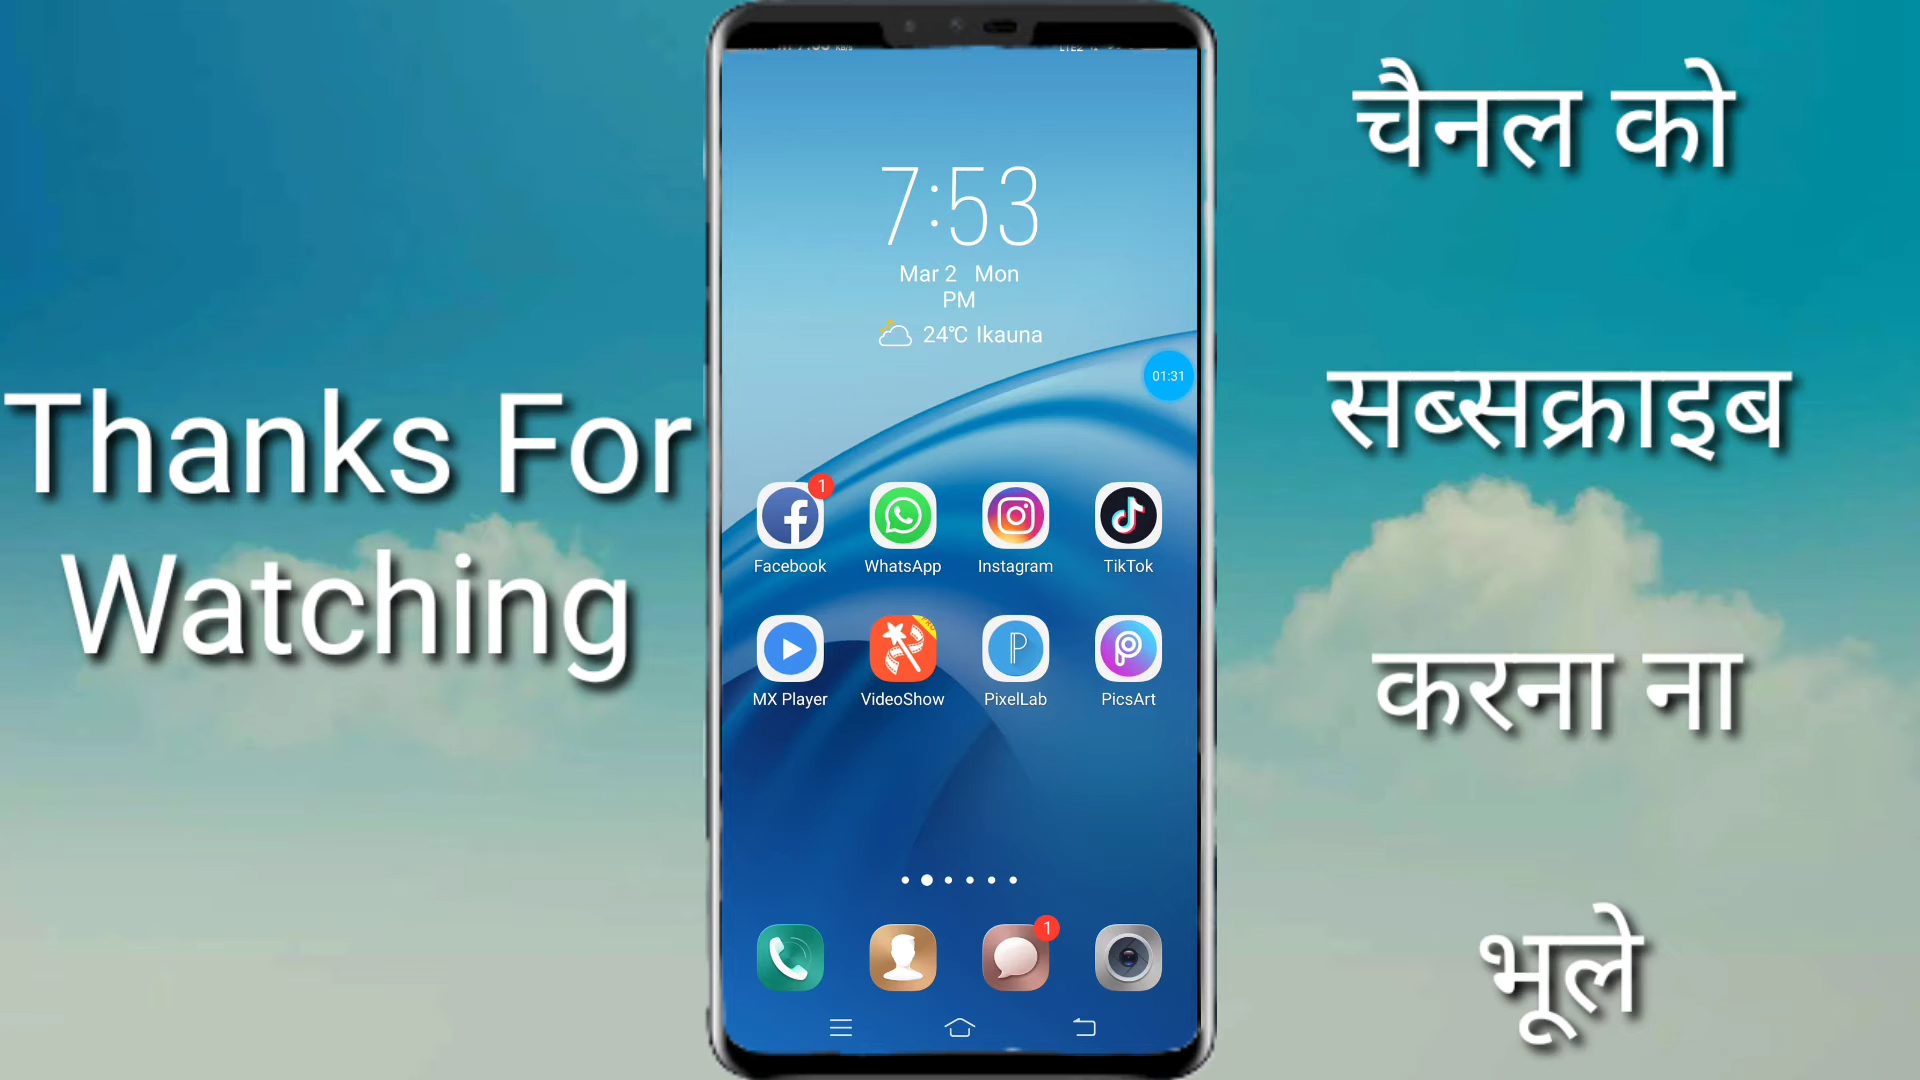 Thanks For
Watching
7:53
Mar 2 Mon
PM
24℃ Ikauna
01:31
1
Facebook WhatsApp Instagram TikTok
MX Player VideoShow PixelLab PicsArt
1
चैनल को
सब्सक्राइब
करना ना
भूले